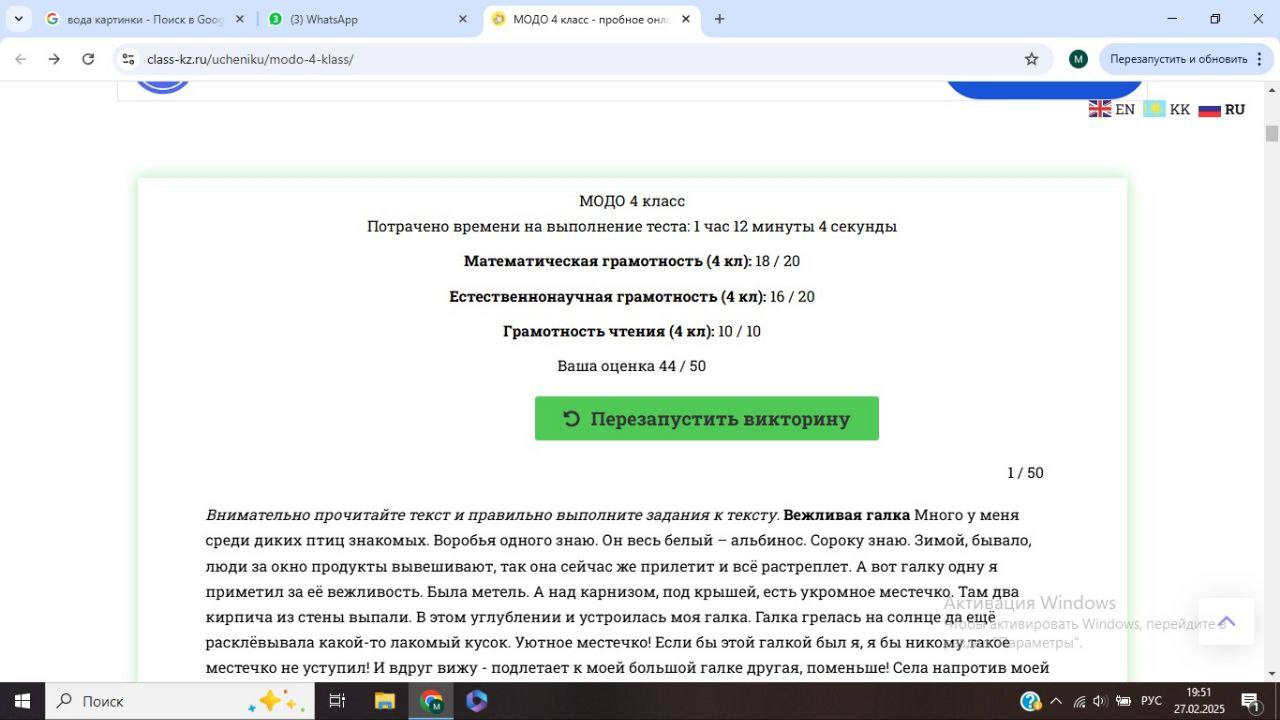 вода картинки - Поиск в Goog
(3) WhatsApp
МОДО 4 класс - пробное онла
class-kz.ru/ucheniku/modo-4-klass/
M
Перезапустить и обновить
EN KK RU
МОДО 4 класс
Потрачено времени на выполнение теста: 1 час 12 минуты 4 секунды
Математическая грамотность (4 кл): 18 / 20
Естественнонаучная грамотность (4 кл): 16 / 20
Грамотность чтения (4 кл): 10 / 10
Ваша оценка 44 / 50
Перезапустить викторину
1 / 50
Внимательно прочитайте текст и правильно выполните задания к тексту. Вежливая галка Много у меня
среди диких птиц знакомых. Воробья одного знаю. Он весь белый – альбинос. Сороку знаю. Зимой, бывало,
люди за окно продукты вывешивают, так она сейчас же прилетит и всё растреплет. А вот галку одну я
приметил за её вежливость. Была метель. А над карнизом, под крышей, есть укромное местечко. Там два
кирпича из стены выпали. В этом углублении и устроилась моя галка. Галка грелась на солнце да ещё
расклёвывала какой-то лакомый кусок. Уютное местечко! Если бы этой галкой был я, я бы никому такое
местечко не уступил! И вдруг вижу - подлетает к моей большой галке другая, поменьше! Села напротив моей
Активация Windows
Чтобы активировать Windows, перейдите в
раздел "Параметры".
Поиск
M
РУС
19:51
27.02.2025
1